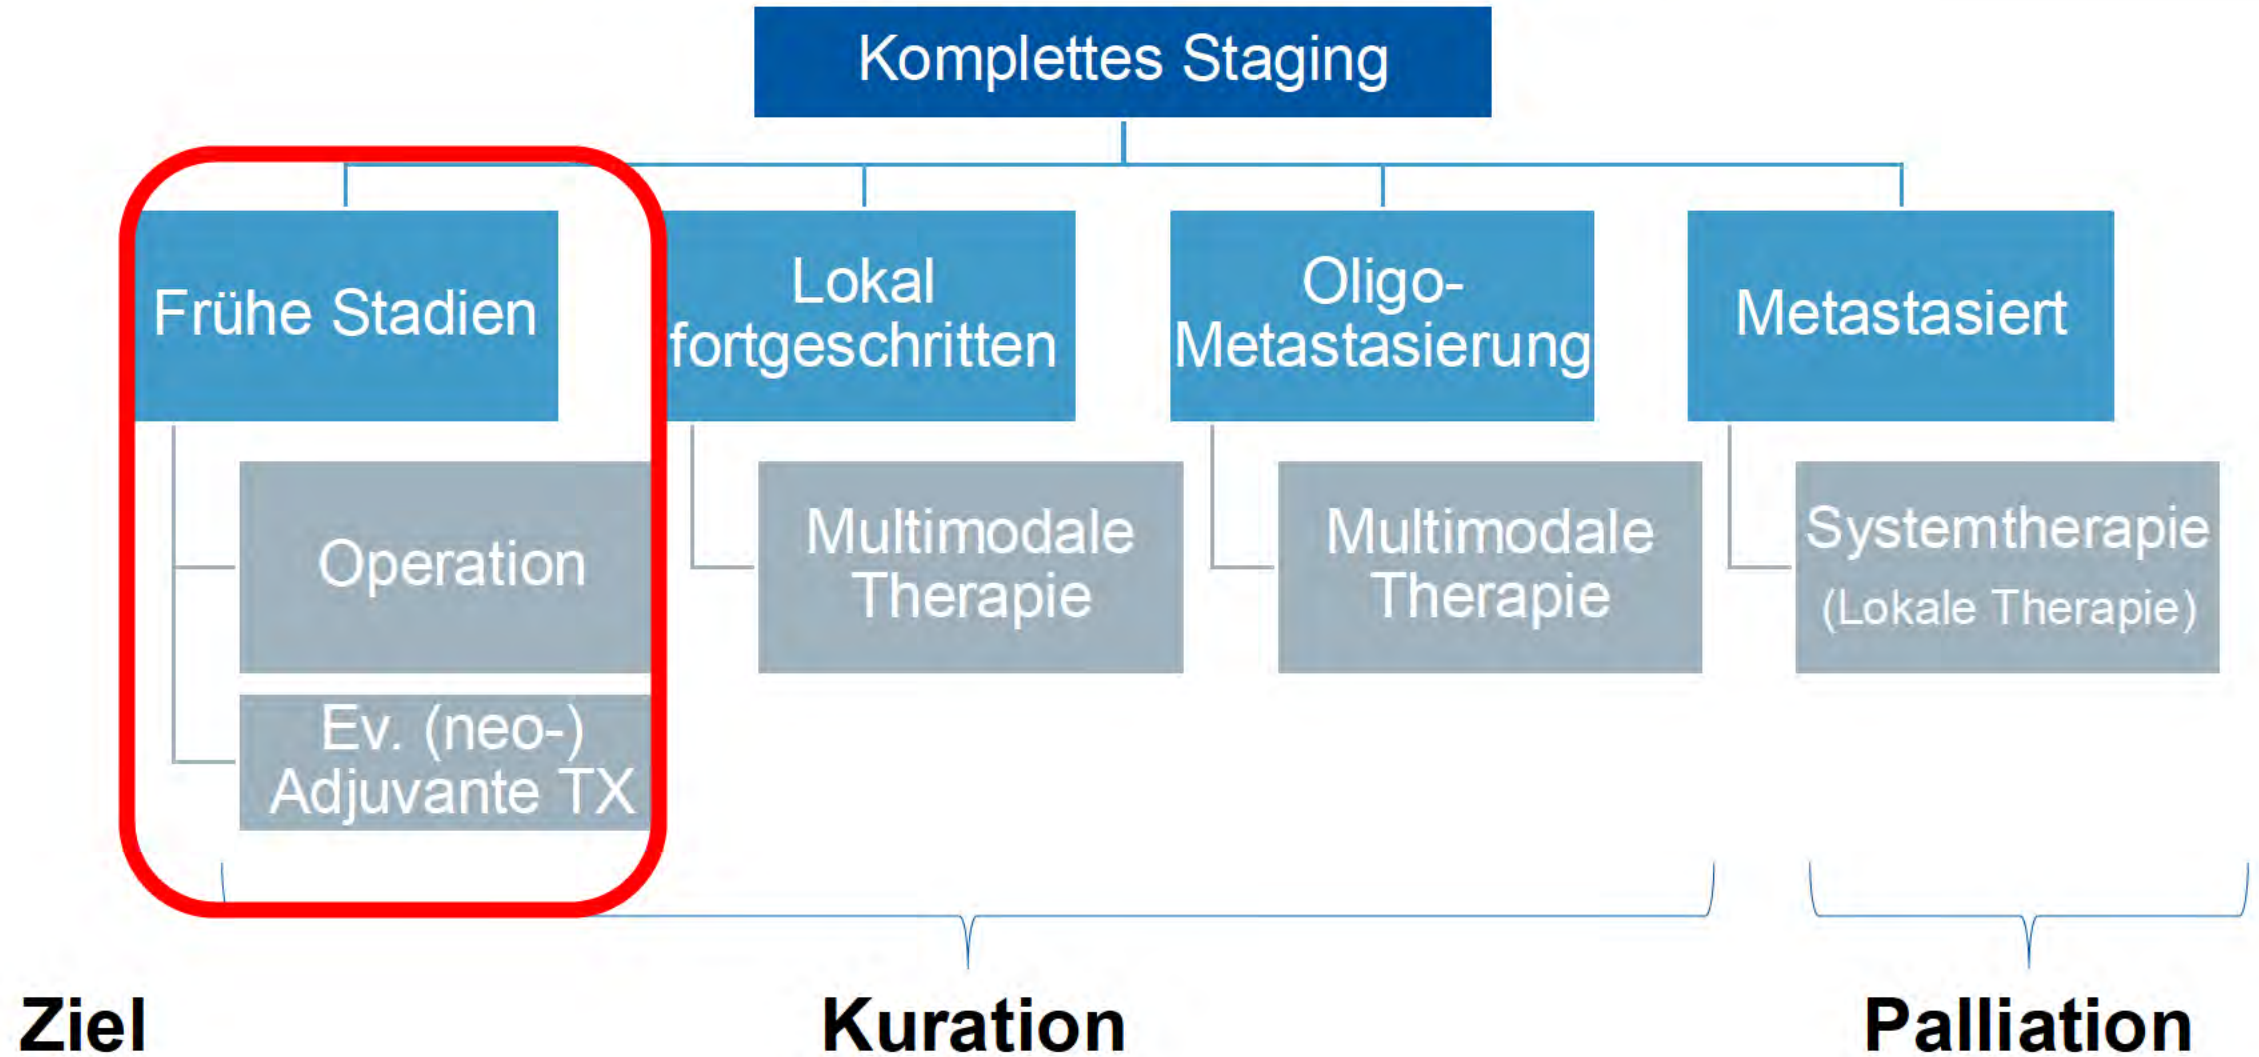 Komplettes Staging
Frühe Stadien
Lokal
fortgeschritten
Oligo-
Metastasierung
Metastasiert
Operation
Ev. (neo-)
Adjuvante TX
Multimodale
Therapie
Multimodale
Therapie
Systemtherapie
(Lokale Therapie)
Ziel
Kuration
Palliation